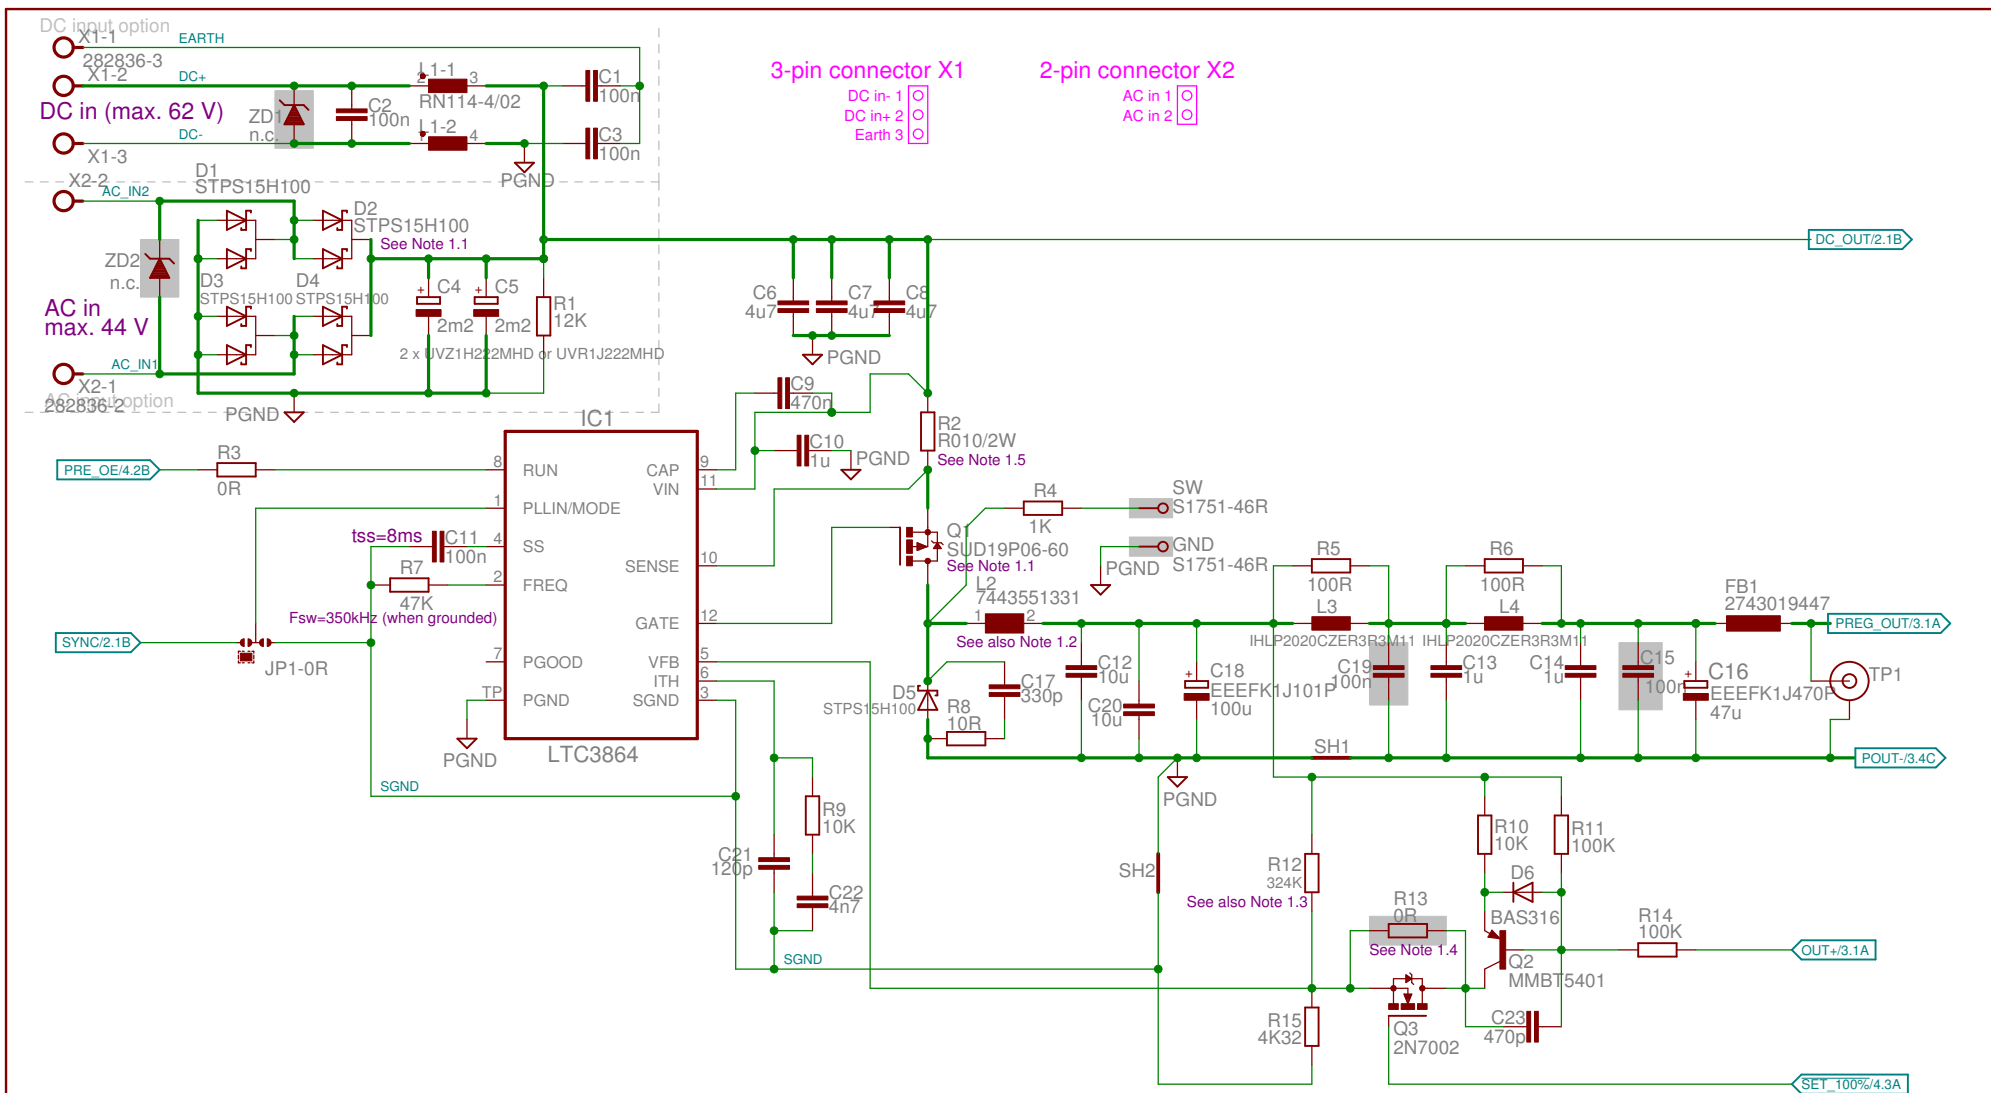 DC input option
X1-1
EARTH
282836-3
X1-2
DC+
DC in (max. 62 V)
ZD1
n.c.
C2
100n
L1-1
2
3
RN114-4/02
L1-2
1
4
C1
100n
C3
100n
DC-
X1-3
PGND
3-pin connector X1
DC in- 1
DC in+ 2
Earth 3
2-pin connector X2
AC in 1
AC in 2
X2-2
AC_IN2
D1
STPS15H100
D2
STPS15H100
See Note 1.1
ZD2
n.c.
D3
STPS15H100
D4
STPS15H100
AC in
max. 44 V
C4
2m2
C5
2m2
R1
12K
2 x UVZ1H222MHD or UVR1J222MHD
AC_IN1
X2-1
282836-2
AC input option
PGND
DC_OUT/2.1B
C6
4u7
C7
4u7
C8
4u7
PGND
C9
470n
C10
1u
PGND
R2
R010/2W
See Note 1.5
IC1
PRE_OE/4.2B
R3
0R
8
RUN
1
PLLIN/MODE
4
SS
2
FREQ
7
PGOOD
TP
PGND
CAP
9
VIN
11
SENSE
10
GATE
12
VFB
5
ITH
6
SGND
3
LTC3864
tss=8ms
C11
100n
R7
47K
Fsw=350kHz (when grounded)
SYNC/2.1B
JP1-0R
PGND
SGND
R4
1K
SW
S1751-46R
GND
S1751-46R
PGND
Q1
SUD19P06-60
See Note 1.1
L2
7443551331
1
2
See also Note 1.2
R5
100R
L3
IHLP2020CZER3R3M11
R6
100R
L4
IHLP2020CZER3R3M11
FB1
2743019447
PREG_OUT/3.1A
D5
STPS15H100
C17
330p
R8
10R
C12
10u
C20
10u
C18
EEEFK1J101P
100u
C19
100n
C13
1u
C14
1u
C15
100n
C16
EEEFK1J470P
47u
TP1
SH1
POUT-/3.4C
PGND
R9
10K
C21
120p
C22
4n7
SGND
SH2
R12
324K
See also Note 1.3
R10
10K
R11
100K
D6
BAS316
R13
0R
See Note 1.4
R14
100K
OUT+/3.1A
Q2
MMBT5401
R15
4K32
Q3
2N7002
C23
470p
SET_100%/4.3A